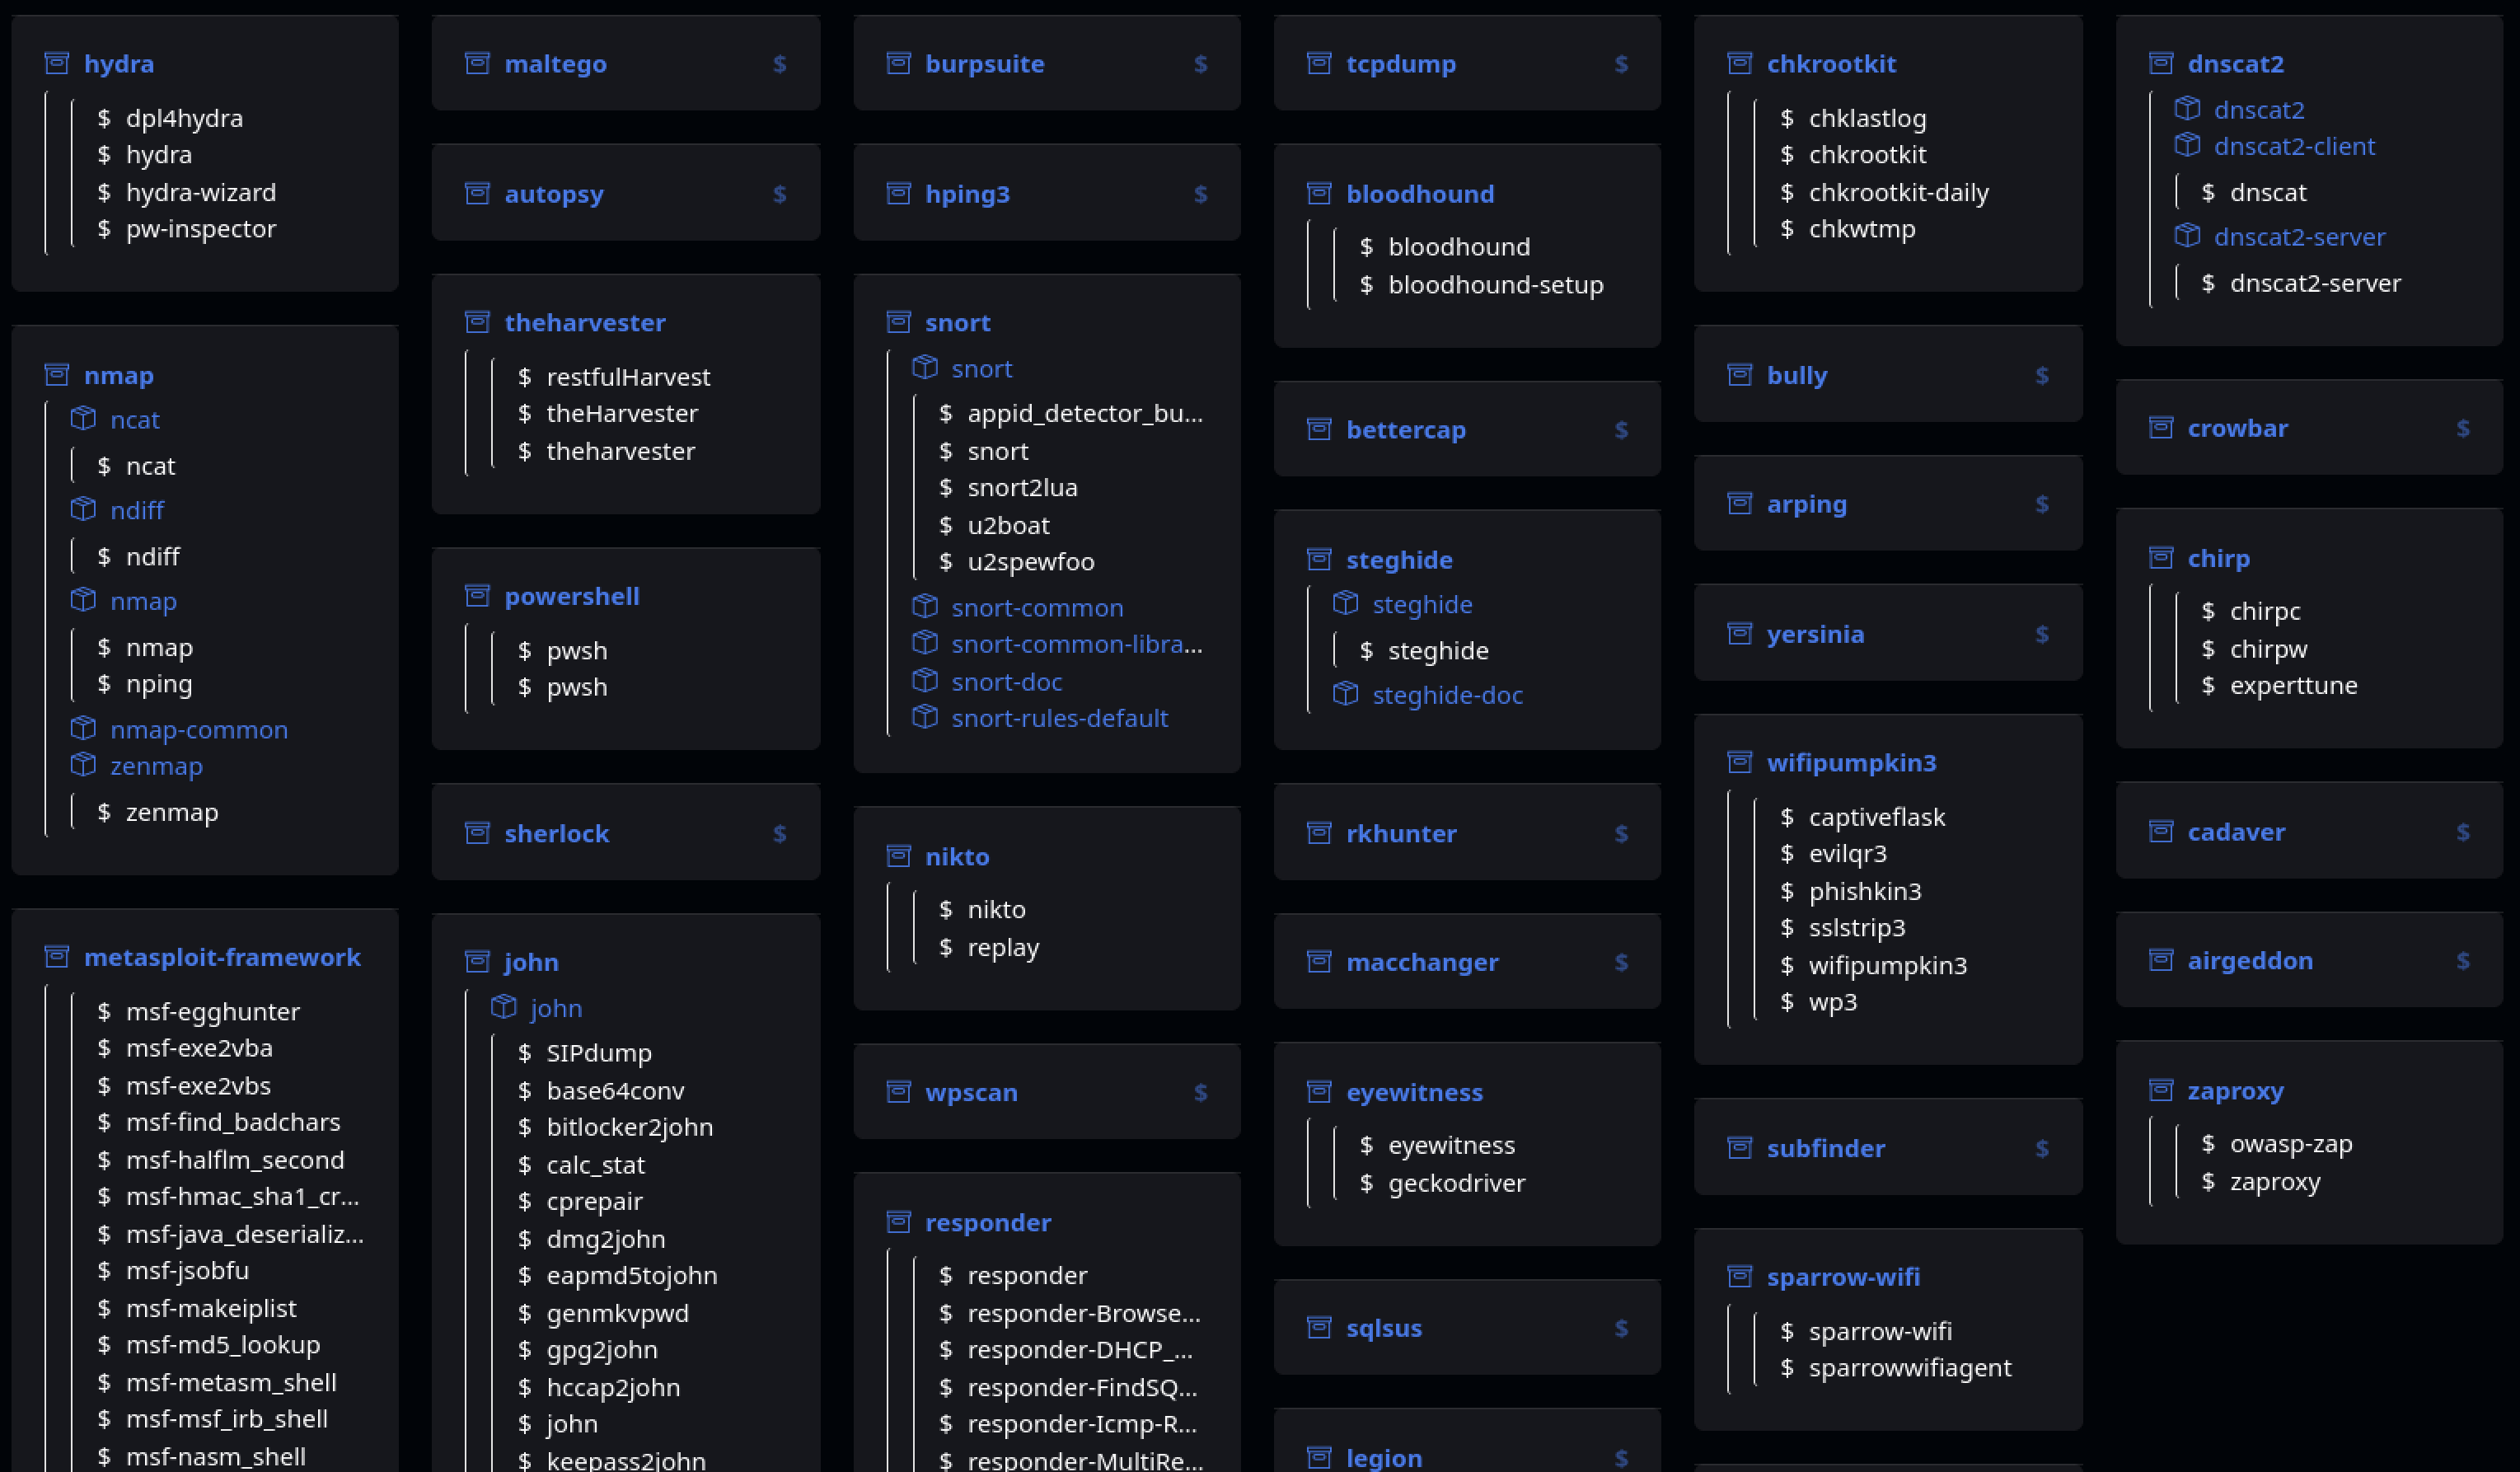 hydra
$ dpl4hydra
$ hydra
$ hydra-wizard
$ pw-inspector
nmap
ncat
$ ncat
ndiff
$ ndiff
nmap
$ nmap
$ nping
nmap-common
zenmap
$ zenmap
metasploit-framework
$ msf-egghunter
$ msf-exe2vba
$ msf-exe2vbs
$ msf-find_badchars
$ msf-halflm_second
$ msf-hmac_sha1_cr...
$ msf-java_deserializ...
$ msf-jsobfu
$ msf-makeiplist
$ msf-md5_lookup
$ msf-metasm_shell
$ msf-msf_irb_shell
$ msf-nasm_shell
maltego $
autopsy $
theharvester
$ restfulHarvest
$ theHarvester
$ theharvester
powershell
$ pwsh
$ pwsh
sherlock $
john
john
$ SIPdump
$ base64conv
$ bitlocker2john
$ calc_stat
$ cprepair
$ dmg2john
$ eapmd5tojohn
$ genmkvpwd
$ gpg2john
$ hccap2john
$ john
$ keepass2john
burpsuite $
hping3 $
snort
snort
$ appid_detector_bu...
$ snort
$ snort2lua
$ u2boat
$ u2spewfoo
snort-common
snort-common-libra...
snort-doc
snort-rules-default
nikto
$ nikto
$ replay
wpscan $
responder
$ responder
$ responder-Browse...
$ responder-DHCP_...
$ responder-FindSQ...
$ responder-Icmp-R...
$ responder-MultiRe...
tcpdump $
bloodhound
$ bloodhound
$ bloodhound-setup
bettercap $
steghide
steghide
$ steghide
steghide-doc
rkhunter $
macchanger $
eyewitness
$ eyewitness
$ geckodriver
sqlsus $
legion $
chkrootkit
$ chklastlog
$ chkrootkit
$ chkrootkit-daily
$ chkwtmp
bully $
arping $
yersinia $
wifipumpkin3
$ captiveflask
$ evilqr3
$ phishkin3
$ sslstrip3
$ wifipumpkin3
$ wp3
subfinder $
sparrow-wifi
$ sparrow-wifi
$ sparrowwifiagent
dnscat2
dnscat2
dnscat2-client
$ dnscat
dnscat2-server
$ dnscat2-server
crowbar $
chirp
$ chirpc
$ chirpw
$ experttune
cadaver $
airgeddon $
zaproxy
$ owasp-zap
$ zaproxy